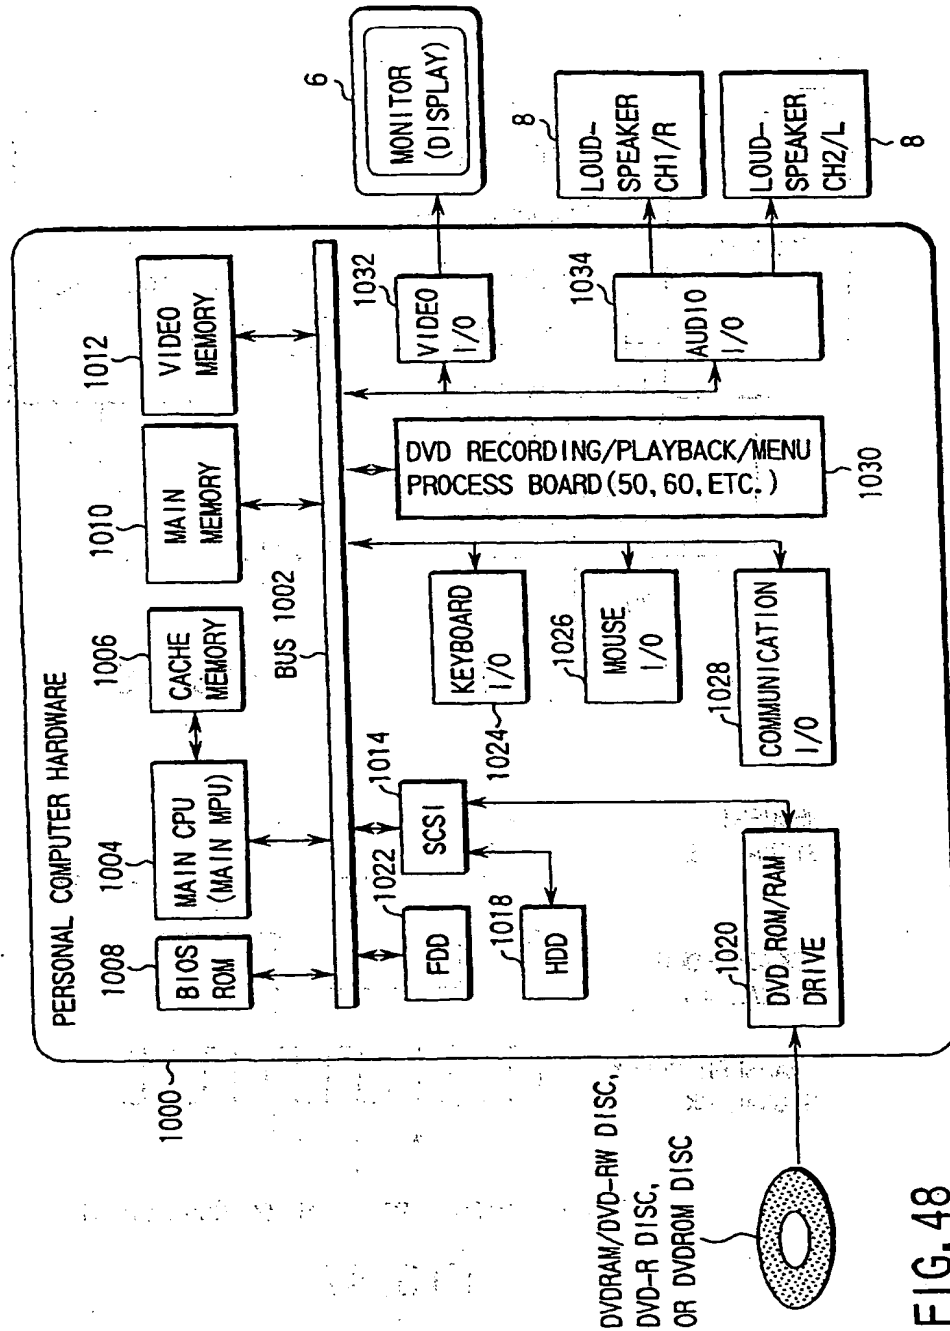 PERSONAL COMPUTER HARDWARE
1000
1008
BIOS
ROM
1004
MAIN CPU
(MAIN MPU)
1006
CACHE
MEMORY
1010
MAIN
MEMORY
1012
VIDEO
MEMORY
BUS 1002
1022
FDD
1014
SCSI
1018
HDD
1020
DVD ROM/RAM
DRIVE
KEYBOARD
I/O
1024
1026
MOUSE
I/O
1028
COMMUNICATION
I/O
DVD RECORDING/PLAYBACK/MENU
PROCESS BOARD(50, 60, ETC.)
1030
1032
VIDEO
I/O
1034
AUDIO
I/O
6
MONITOR
(DISPLAY)
8
LOUD-
SPEAKER
CH1/R
LOUD-
SPEAKER
CH2/L
8
DVDRAM/DVD-RW DISC,
DVD-R DISC,
OR DVDROM DISC
FIG. 48